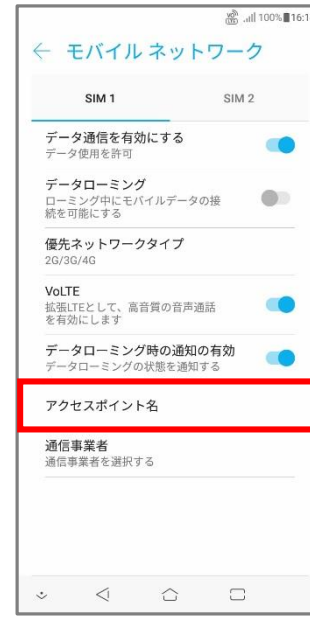 100% 16:1
← モバイル ネットワーク
SIM 1 SIM 2
データ通信を有効にする
データ使用を許可
データローミング
ローミング中にモバイルデータの接
続を可能にする
優先ネットワークタイプ
2G/3G/4G
VoLTE
拡張LTEとして、高音質の音声通話
を有効にします
データローミング時の通知の有効
データローミングの状態を通知する
アクセスポイント名
通信事業者
通信事業者を選択する